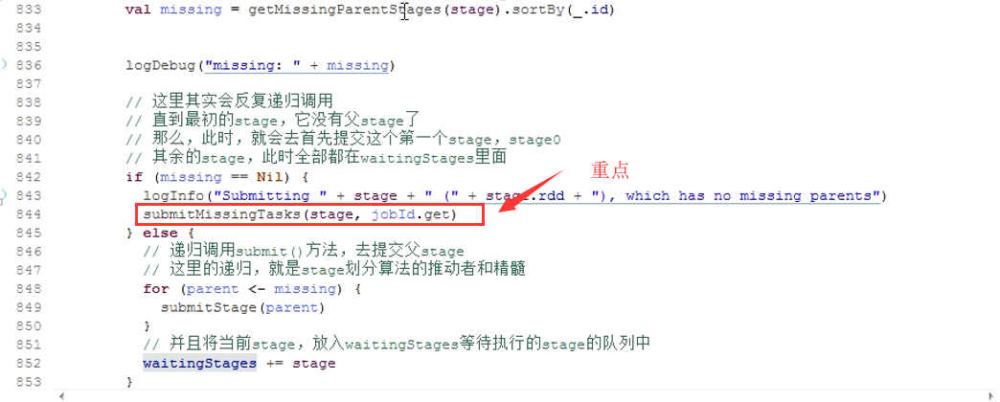 833 val missing = getMissingParentStages(stage).sortBy(_.id)
834
835
836 logDebug("missing: " + missing)
837
838 // 这里其实会反复递归调用
839 // 直到最初的stage，它没有父stage了
840 // 那么，此时，就会去首先提交这个第一个stage，stage0
841 // 其余的stage，此时全部都在waitingStages里面
842 if (missing == Nil) {
重点
843 logInfo("Submitting " + stage + " (" + stage.rdd + "), which has no missing parents")
844 submitMissingTasks(stage, jobId.get)
845 } else {
846 // 递归调用submit()方法，去提交父stage
847 // 这里的递归，就是stage划分算法的推动者和精髓
848 for (parent <- missing) {
849 submitStage(parent)
850 }
851 // 并且将当前stage，放入waitingStages等待执行的stage的队列中
852 waitingStages += stage
853 }